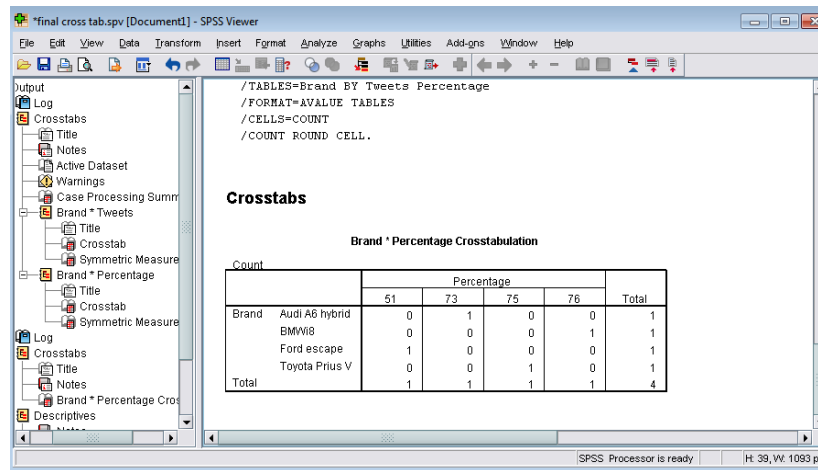 *final cross tab.spv [Document1] - SPSS Viewer
File Edit View Data Transform Insert Format Analyze Graphs Utilities Add-ons Window Help
Output
Log
Crosstabs
Title
Notes
Active Dataset
Warnings
Case Processing Summ
Brand * Tweets
Title
Crosstab
Symmetric Measure
Brand * Percentage
Title
Crosstab
Symmetric Measure
Log
Crosstabs
Title
Notes
Brand * Percentage Cros
Descriptives
/TABLES=Brand BY Tweets Percentage
/FORMAT=AVALUE TABLES
/CELLS=COUNT
/COUNT ROUND CELL.
Crosstabs
Brand * Percentage Crosstabulation
Count
Percentage
51 73 75 76 Total
Brand Audi A6 hybrid 0 1 0 0 1
BMWi8 0 0 0 1 1
Ford escape 1 0 0 0 1
Toyota Prius V 0 0 1 0 1
Total 1 1 1 1 4
SPSS Processor is ready H: 39, W: 1093 p